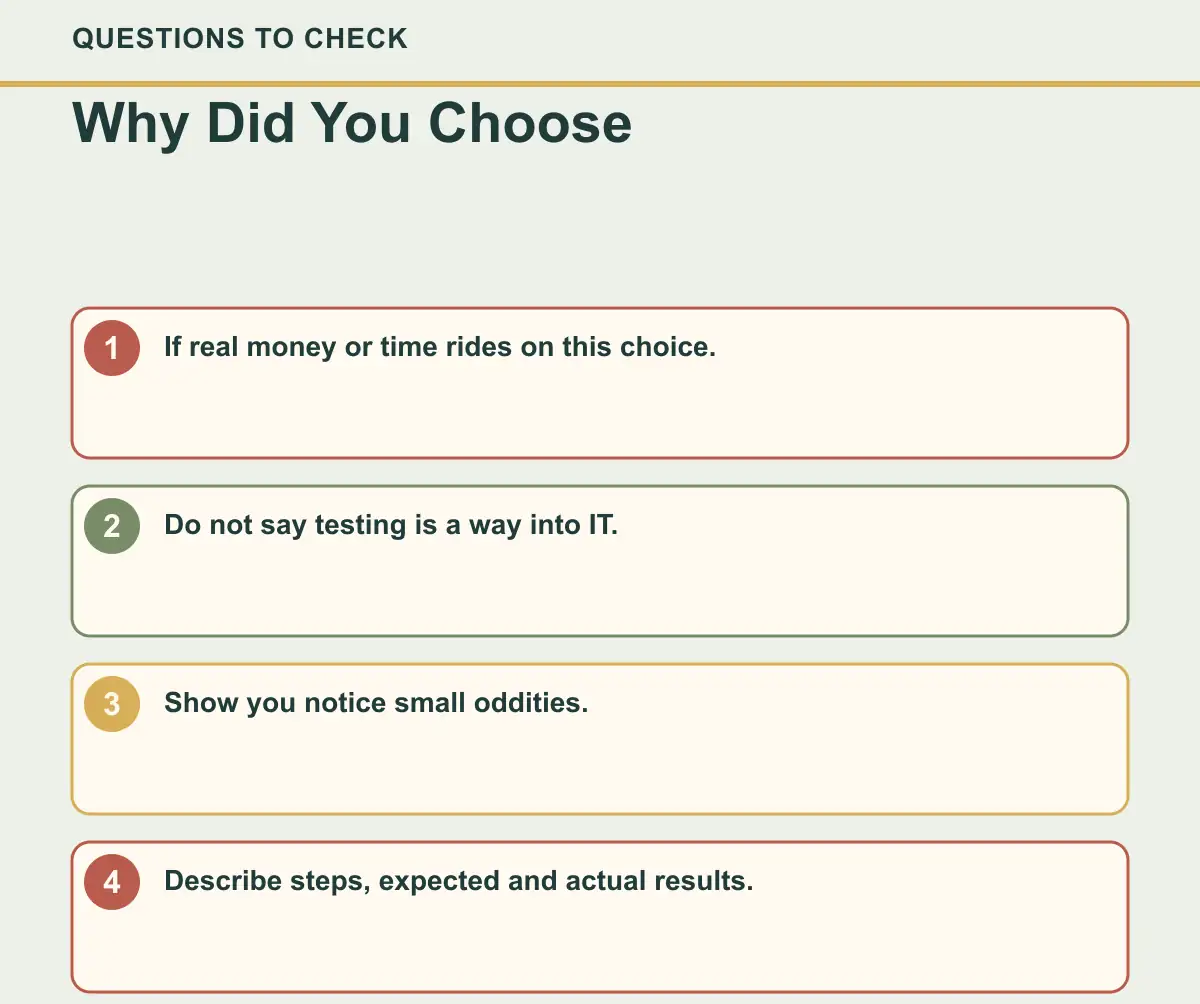 QUESTIONS TO CHECK
Why Did You Choose
1 If real money or time rides on this choice.
2 Do not say testing is a way into IT.
3 Show you notice small oddities.
4 Describe steps, expected and actual results.